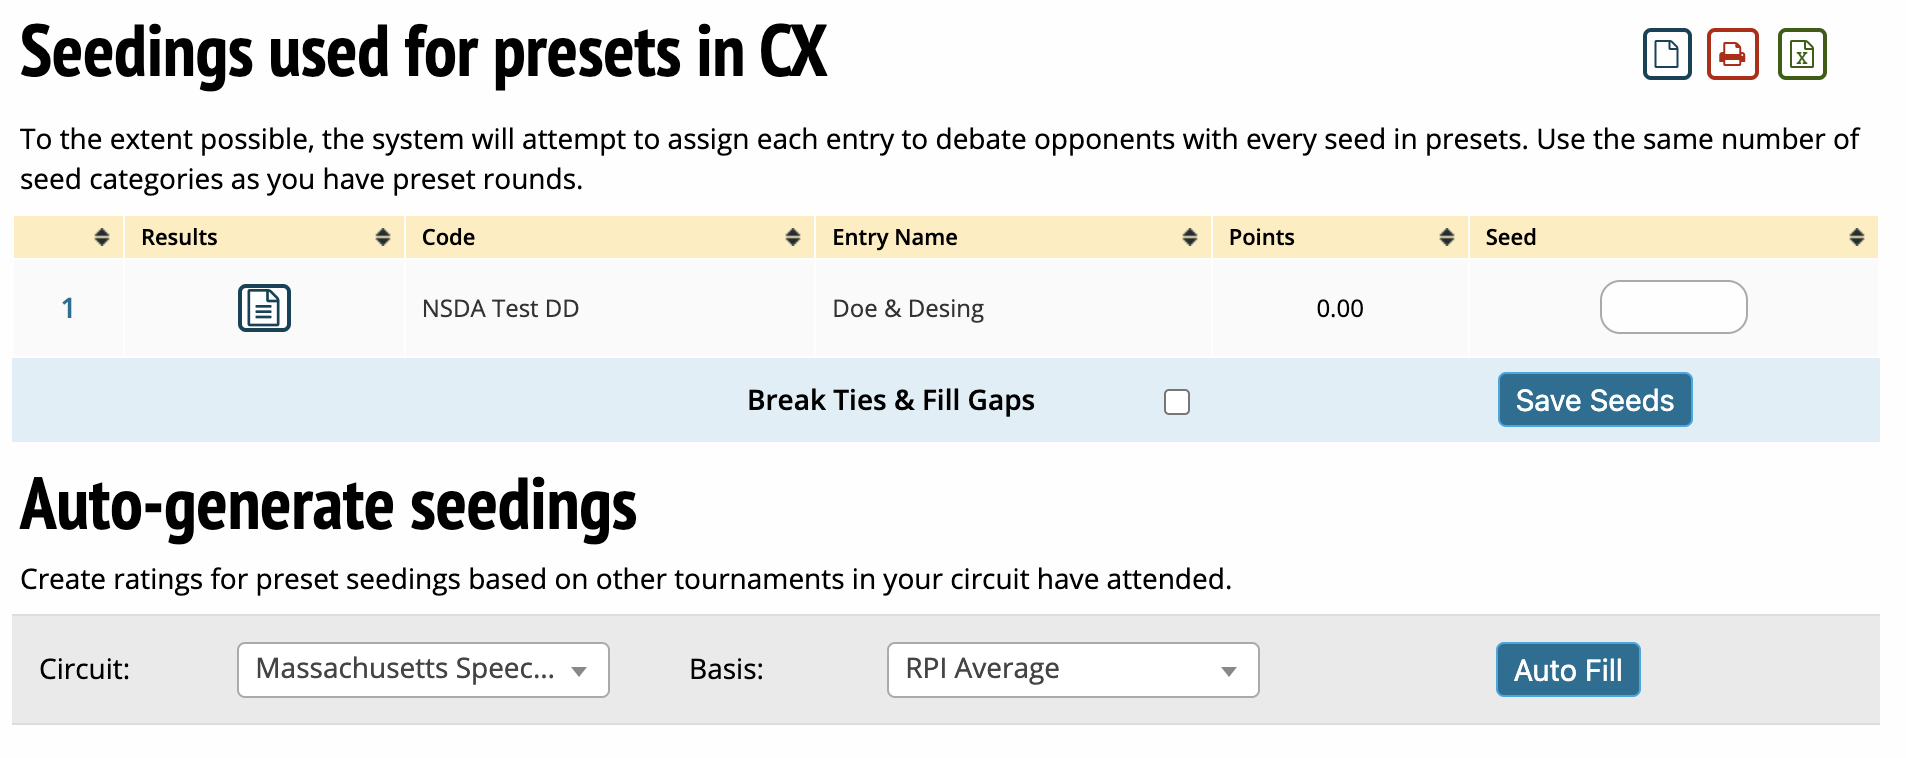 Seedings used for presets in CX
To the extent possible, the system will attempt to assign each entry to debate opponents with every seed in presets. Use the same number of
seed categories as you have preset rounds.
Results Code Entry Name Points Seed
1 NSDA Test DD Doe & Desing 0.00
Break Ties & Fill Gaps Save Seeds
Auto-generate seedings
Create ratings for preset seedings based on other tournaments in your circuit have attended.
Circuit: Massachusetts Speec... Basis: RPI Average Auto Fill